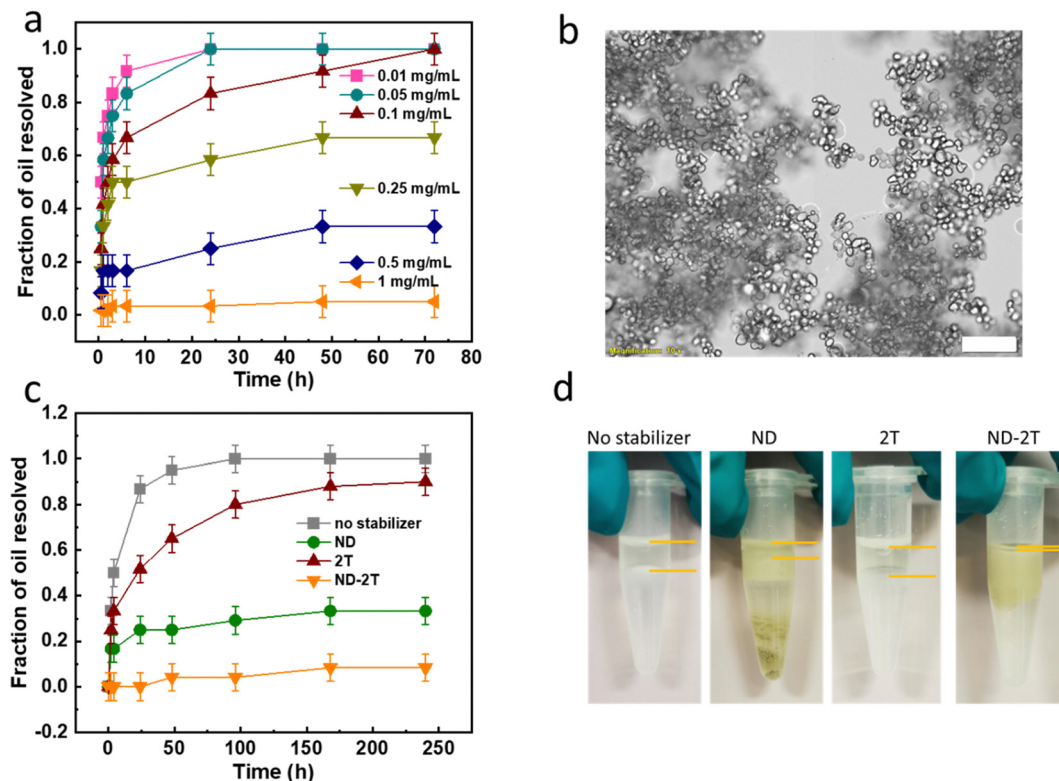 a
Fraction of oil resolved
1.0
0.8
0.6
0.4
0.2
0.0
0.01 mg/mL
0.05 mg/mL
0.1 mg/mL
0.25 mg/mL
0.5 mg/mL
1 mg/mL
0 10 20 30 40 50 60 70 80
Time (h)
b
Magnification: 10 x
c
Fraction of oil resolved
1.2
1.0
0.8
0.6
0.4
0.2
0.0
-0.2
no stabilizer
ND
2T
ND-2T
0 50 100 150 200 250
Time (h)
d
No stabilizer ND 2T ND-2T